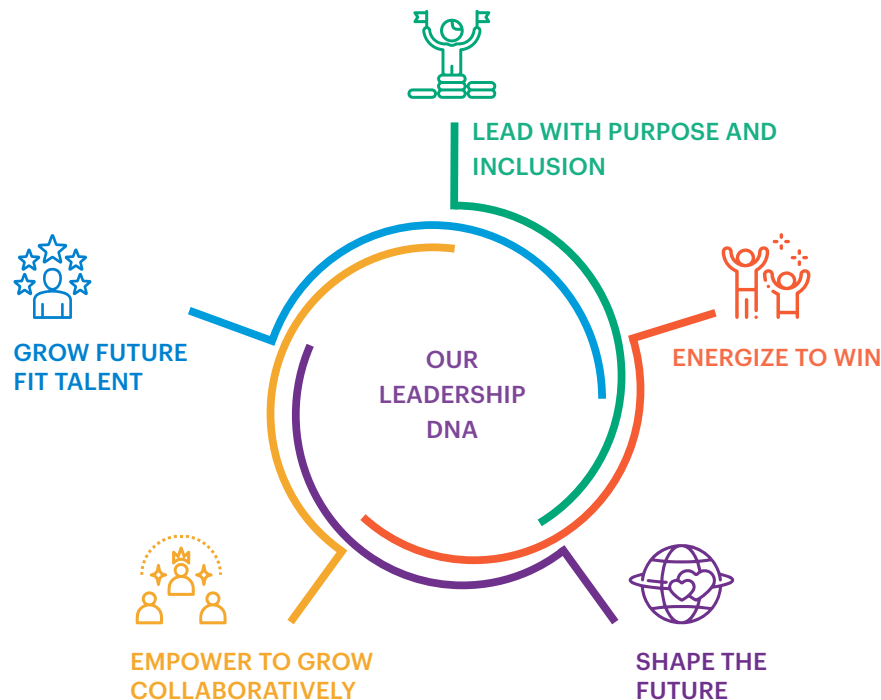 LEAD WITH PURPOSE AND
INCLUSION
ENERGIZE TO WIN
GROW FUTURE
FIT TALENT
OUR
LEADERSHIP
DNA
EMPOWER TO GROW
COLLABORATIVELY
SHAPE THE
FUTURE